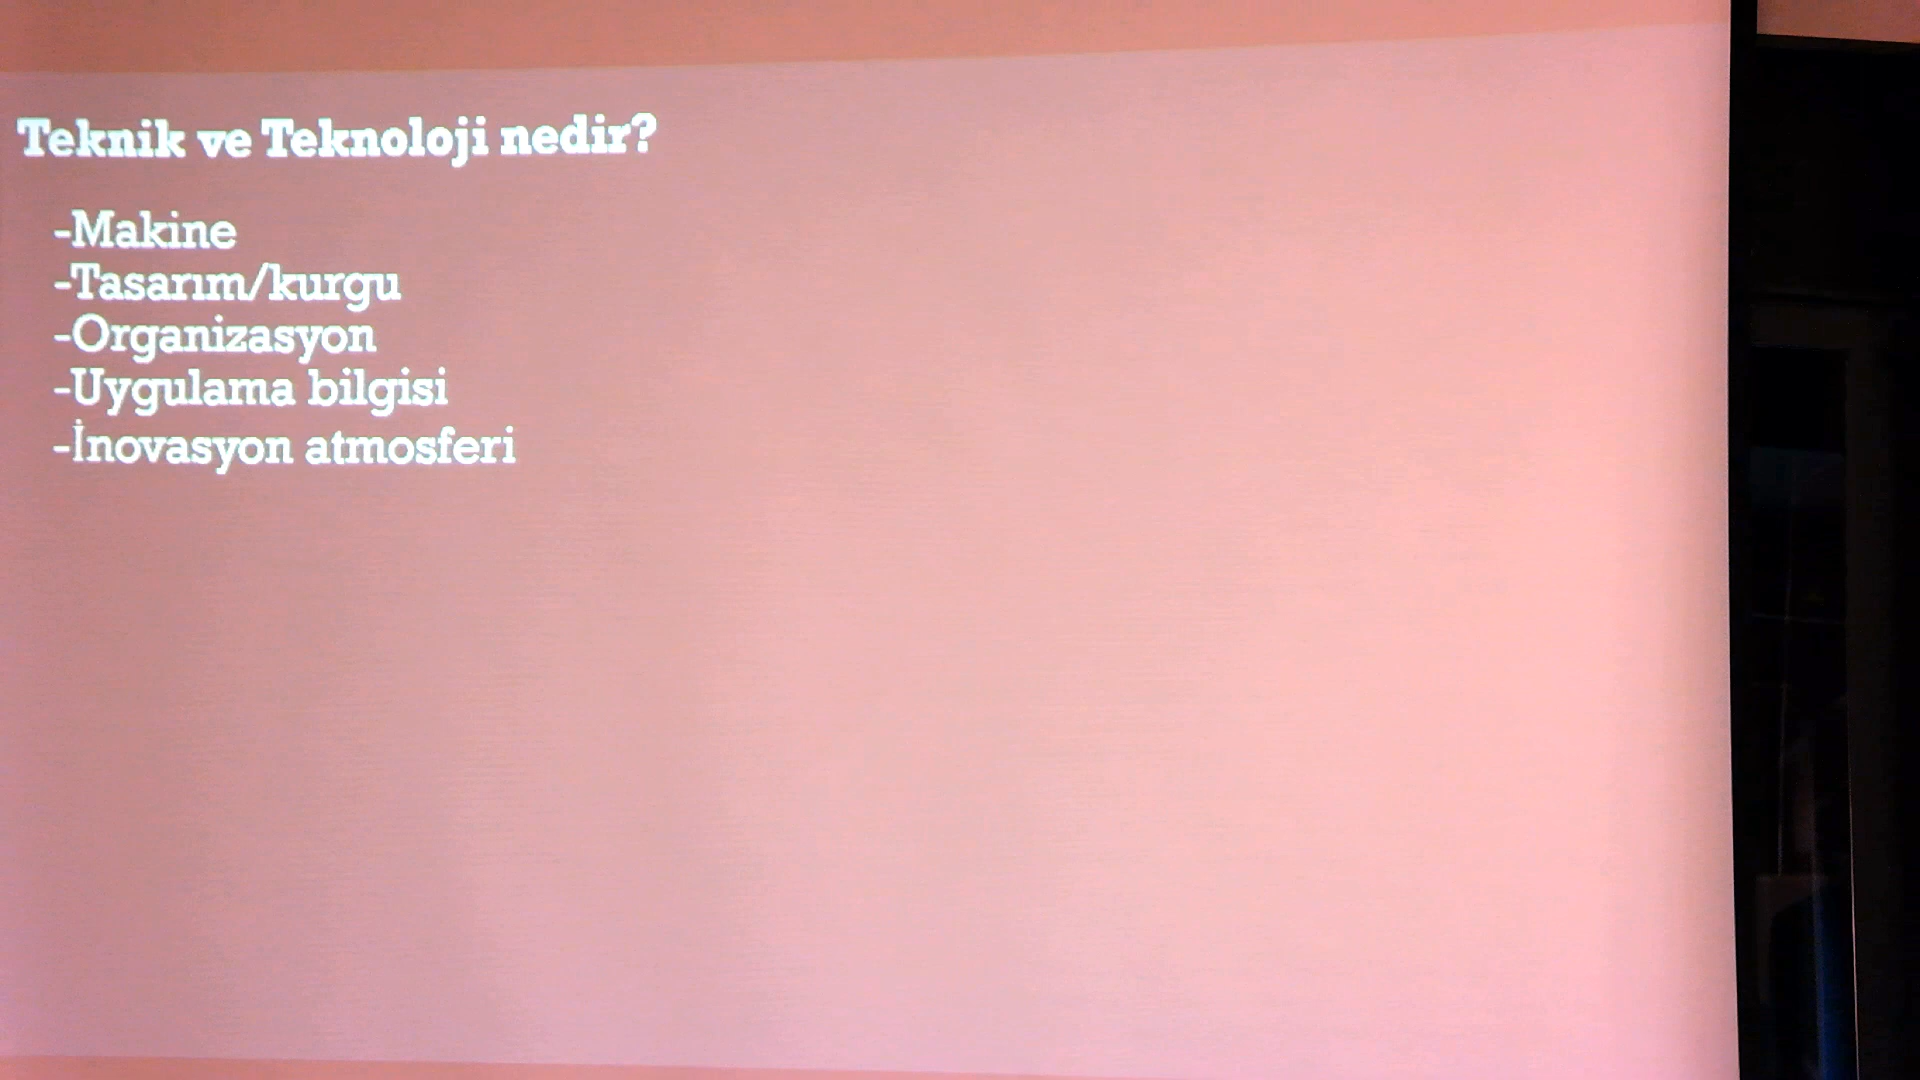 Teknik ve Teknoloji nedir?
-Makine
-Tasarım/kurgu
-Organizasyon
-Uygulama bilgisi
-İnovasyon atmosferi